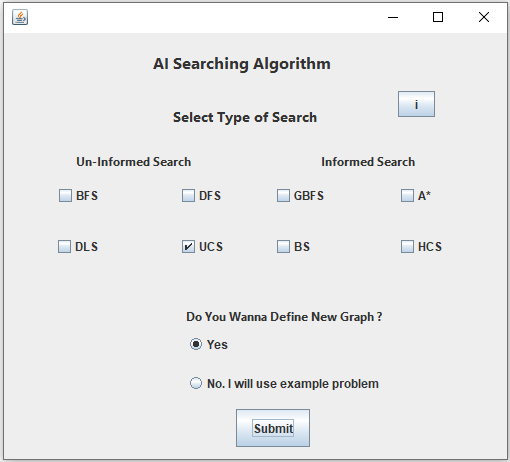 AI Searching Algorithm
i
Select Type of Search
Un-Informed Search Informed Search
BFS DFS GBFS A*
DLS UCS BS HCS
Do You Wanna Define New Graph ?
Yes
No. I will use example problem
Submit